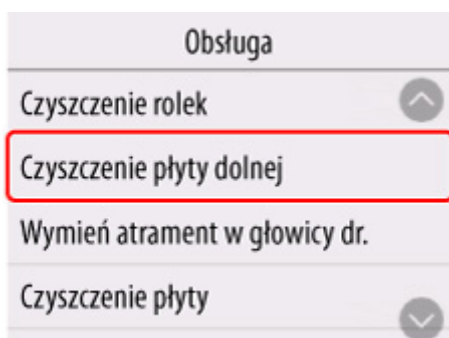 Obsługa
Czyszczenie rolek
Czyszczenie płyty dolnej
Wymień atrament w głowicy dr.
Czyszczenie płyty